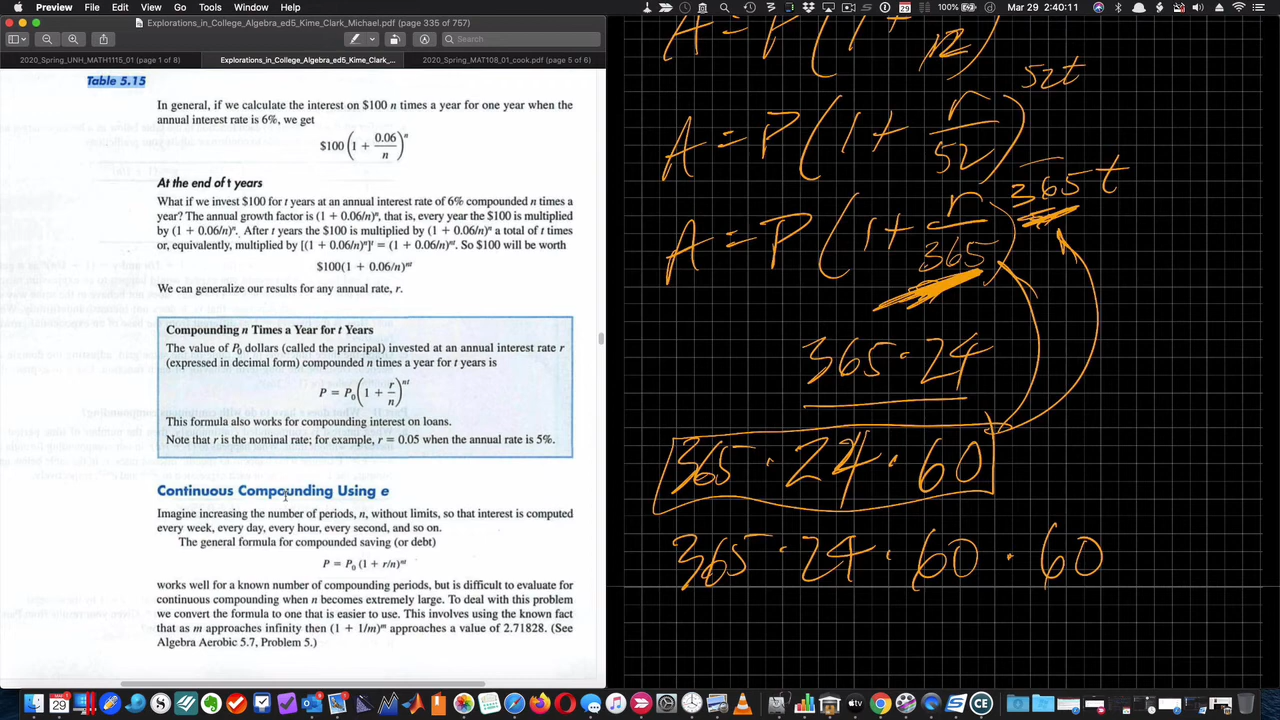 Preview File Edit View Go Tools Window Help 100% Mar 29 2:40:11
Explorations_in_College_Algebra_ed5_Kime_Clark_Michael.pdf (page 335 of 757)
Search
2020_Spring_UNH_MATH1115_01 (page 1 of 8) Explorations_in_College_Algebra_ed5_Kime_Clark_... 2020_Spring_MAT108_01_cook.pdf (page 5 of 6)
Table 5.15
In general, if we calculate the interest on $100 n times a year for one year when the
annual interest rate is 6%, we get
$100(1 + 0.06/n)^n
At the end of t years
What if we invest $100 for t years at an annual interest rate of 6% compounded n times a
year? The annual growth factor is (1 + 0.06/n)^n, that is, every year the $100 is multiplied
by (1 + 0.06/n)^n. After t years the $100 is multiplied by (1 + 0.06/n)^n a total of t times
or, equivalently, multiplied by [(1 + 0.06/n)^n]^t = (1 + 0.06/n)^nt. So $100 will be worth
$100(1 + 0.06/n)^nt
We can generalize our results for any annual rate, r.
Compounding n Times a Year for t Years
The value of P₀ dollars (called the principal) invested at an annual interest rate r
(expressed in decimal form) compounded n times a year for t years is
P = P₀(1 + r/n)^nt
This formula also works for compounding interest on loans.
Note that r is the nominal rate; for example, r = 0.05 when the annual rate is 5%.
Continuous Compounding Using e
Imagine increasing the number of periods, n, without limits, so that interest is computed
every week, every day, every hour, every second, and so on.
The general formula for compounded saving (or debt)
P = P₀ (1 + r/n)^nt
works well for a known number of compounding periods, but is difficult to evaluate for
continuous compounding when n becomes extremely large. To deal with this problem
we convert the formula to one that is easier to use. This involves using the known fact
that as m approaches infinity then (1 + 1/m)^m approaches a value of 2.71828. (See
Algebra Aerobic 5.7, Problem 5.)
A = P(1 + /12)
A = P(1 + r/52)^52t
A = P(1 + r/365)^365t
365 · 24
365 · 24 · 60
365 · 24 · 60 · 60